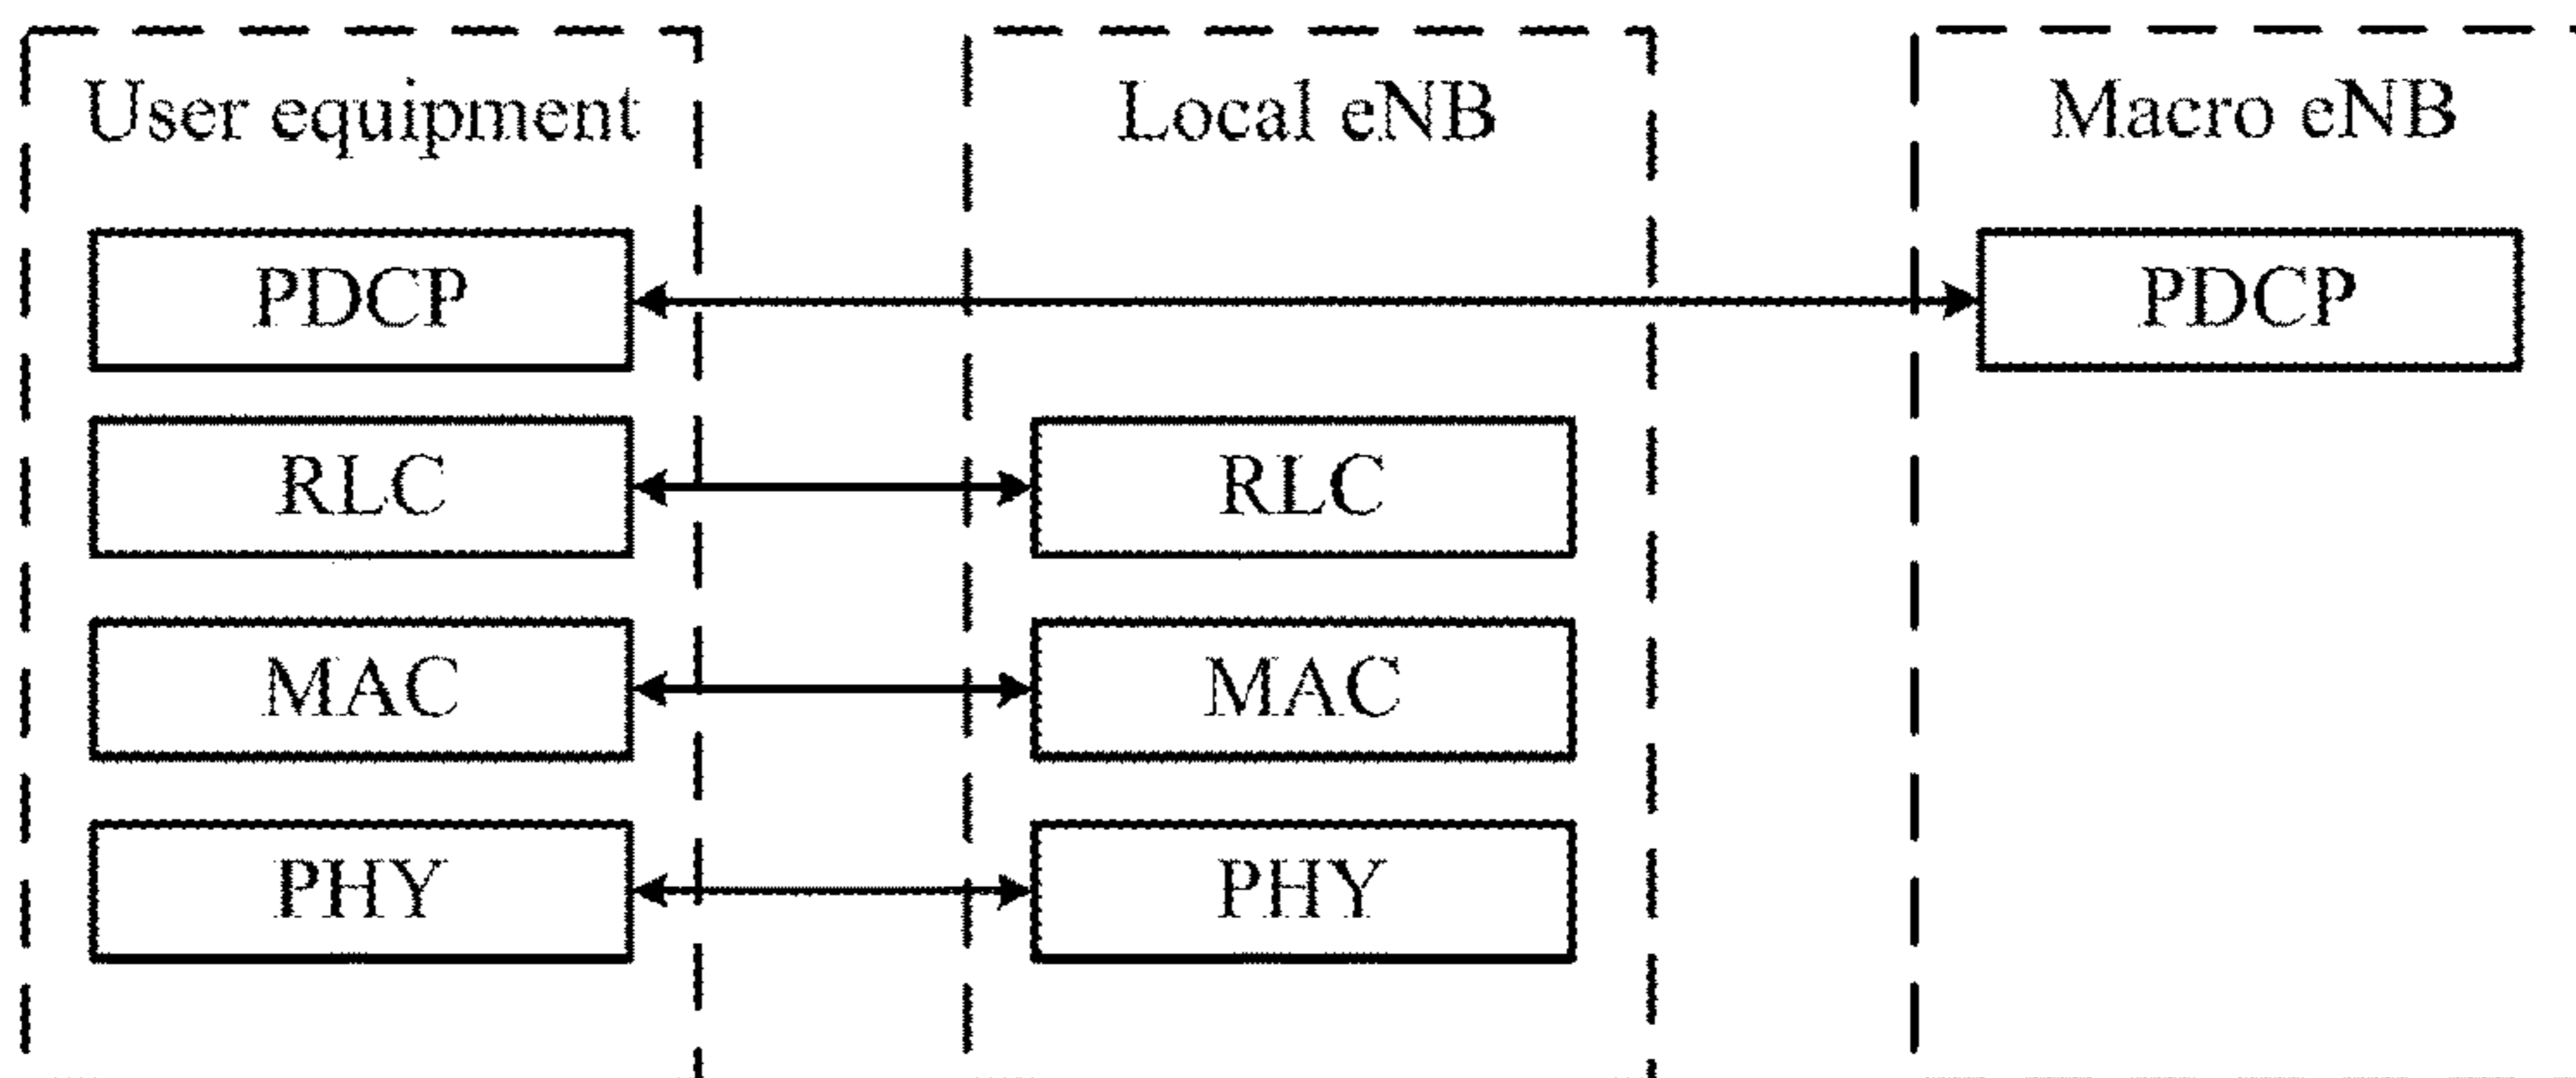 User equipment
Local eNB
Macro eNB
PDCP
PDCP
RLC
RLC
MAC
MAC
PHY
PHY